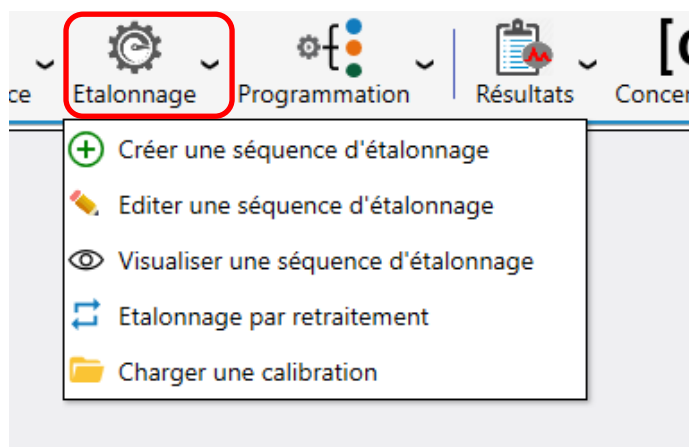 ce Etalonnage Programmation Résultats Concer
Créer une séquence d'étalonnage
Editer une séquence d'étalonnage
Visualiser une séquence d'étalonnage
Etalonnage par retraitement
Charger une calibration